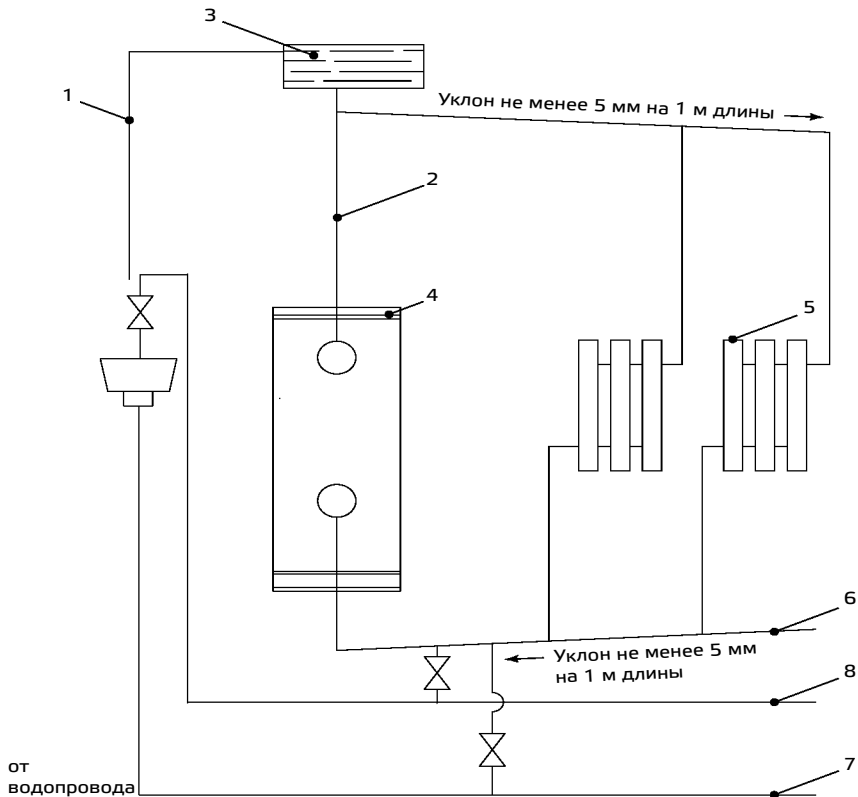 3
1
Уклон не менее 5 мм на 1 м длины
2
4
5
6
Уклон не менее 5 мм
на 1 м длины
8
7
от
водопровода